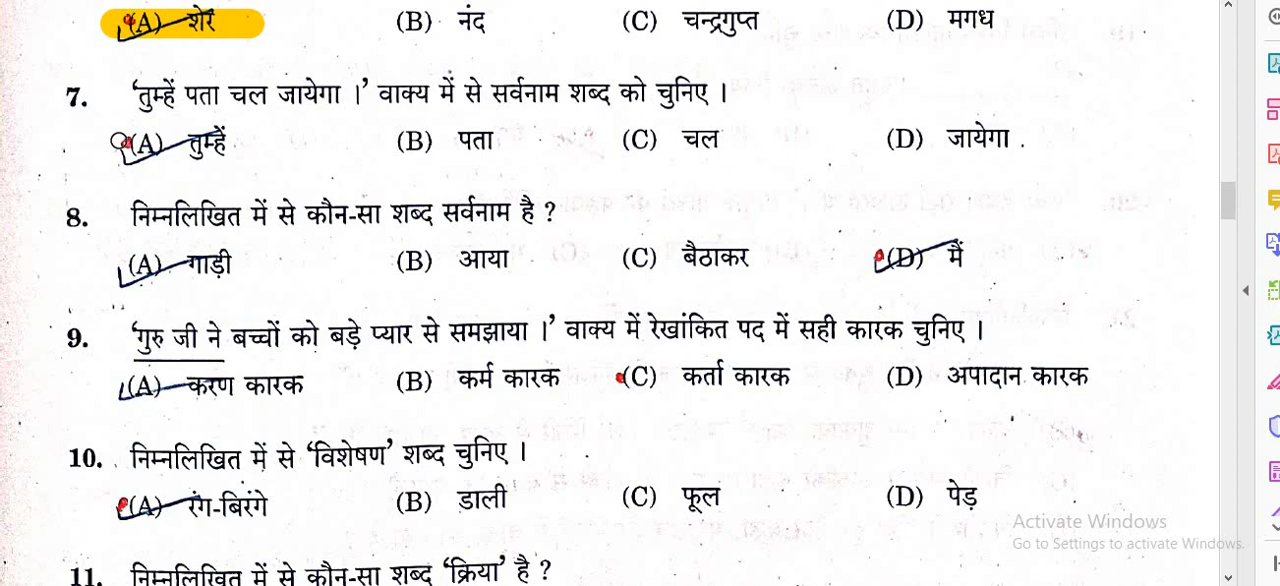 (A) शेर (B) नंद (C) चन्द्रगुप्त (D) मगध
7. 'तुम्हें पता चल जायेगा ।' वाक्य में से सर्वनाम शब्द को चुनिए ।
(A) तुम्हें (B) पता (C) चल (D) जायेगा .
8. निम्नलिखित में से कौन-सा शब्द सर्वनाम है ?
(A) गाड़ी (B) आया (C) बैठाकर (D) मैं
9. 'गुरु जी ने बच्चों को बड़े प्यार से समझाया ।' वाक्य में रेखांकित पद में सही कारक चुनिए ।
(A) करण कारक (B) कर्म कारक (C) कर्ता कारक (D) अपादान कारक
10. निम्नलिखित में से 'विशेषण' शब्द चुनिए ।
(A) रंग-बिरंगे (B) डाली (C) फूल (D) पेड़
Activate Windows
Go to Settings to activate Windows.
11. निम्नलिखित में से कौन-सा शब्द 'क्रिया' है ?